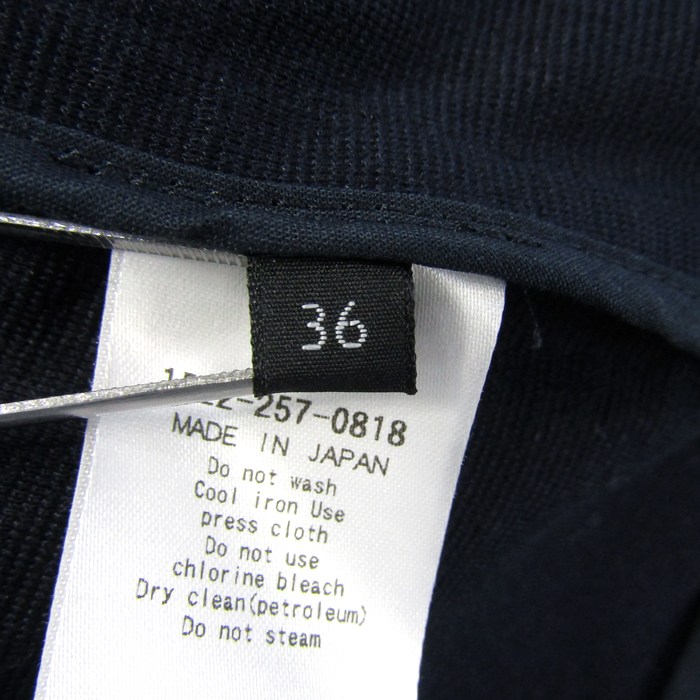 36
257-0818
MADE IN JAPAN
Do not wash
Cool iron Use
press cloth
Do not use
chlorine bleach
Dry clean(petroleum)
Do not steam